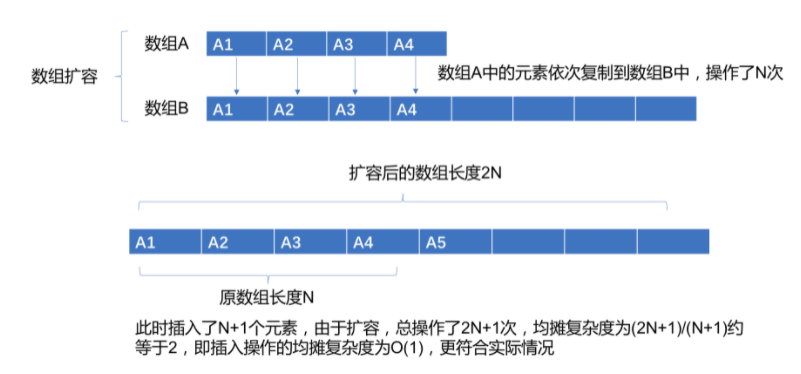 数组A
A1 A2 A3 A4
数组扩容
数组A中的元素依次复制到数组B中，操作了N次
数组B
A1 A2 A3 A4
扩容后的数组长度2N
A1 A2 A3 A4 A5
原数组长度N
此时插入了N+1个元素，由于扩容，总操作了2N+1次，均摊复杂度为(2N+1)/(N+1)约
等于2，即插入操作的均摊复杂度为O(1)，更符合实际情况